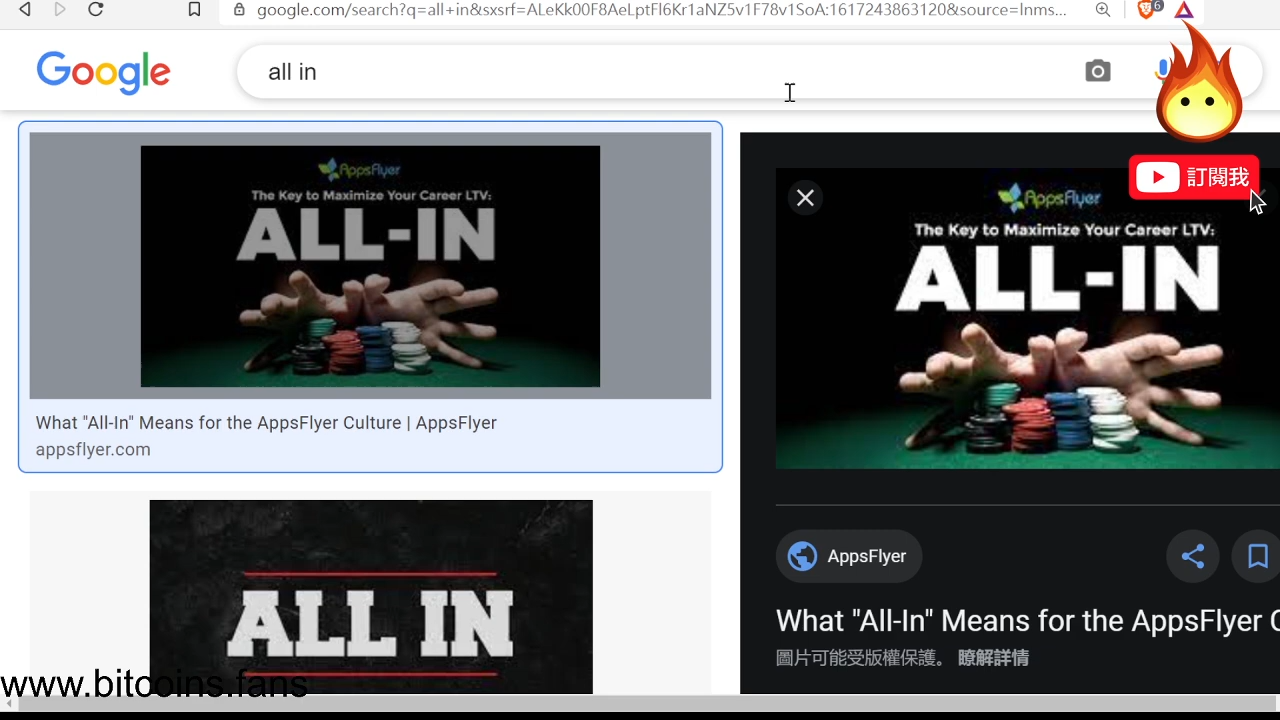 google.com/search?q=all+in&sxsrf=ALeKk00F8AeLptFl6Kr1aNZ5v1F78v1SoA:1617243863120&source=lnms...
6
Google
all in
訂閱我
AppsFlyer
The Key to Maximize Your Career LTV:
ALL-IN
AppsFlyer
The Key to Maximize Your Career LTV:
ALL-IN
What "All-In" Means for the AppsFlyer Culture | AppsFlyer
appsflyer.com
AppsFlyer
ALL IN
What "All-In" Means for the AppsFlyer C
圖片可能受版權保護。 瞭解詳情
www.bitcoins.fans